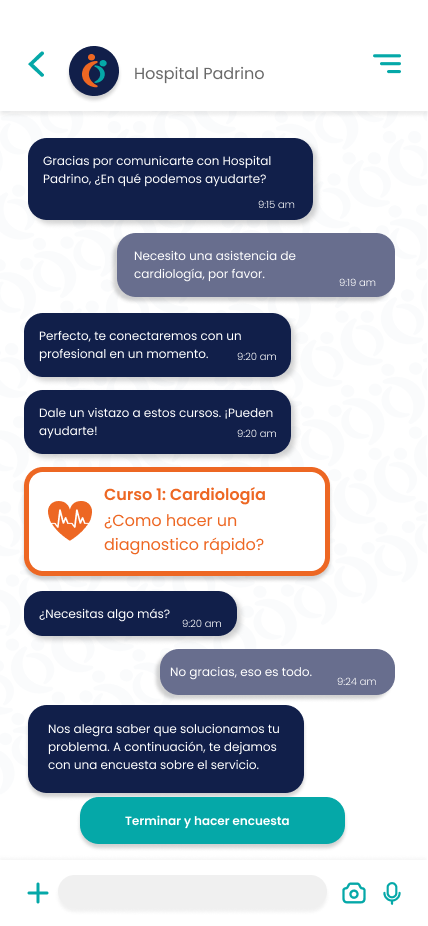 Hospital Padrino
Gracias por comunicarte con Hospital
Padrino, ¿En qué podemos ayudarte?
9:15 am
Necesito una asistencia de
cardiología, por favor.
9:19 am
Perfecto, te conectaremos con un
profesional en un momento.
9:20 am
Dale un vistazo a estos cursos. ¡Pueden
ayudarte!
9:20 am
Curso 1: Cardiología
¿Como hacer un
diagnostico rápido?
¿Necesitas algo más?
9:20 am
No gracias, eso es todo.
9:24 am
Nos alegra saber que solucionamos tu
problema. A continuación, te dejamos
con una encuesta sobre el servicio.
Terminar y hacer encuesta